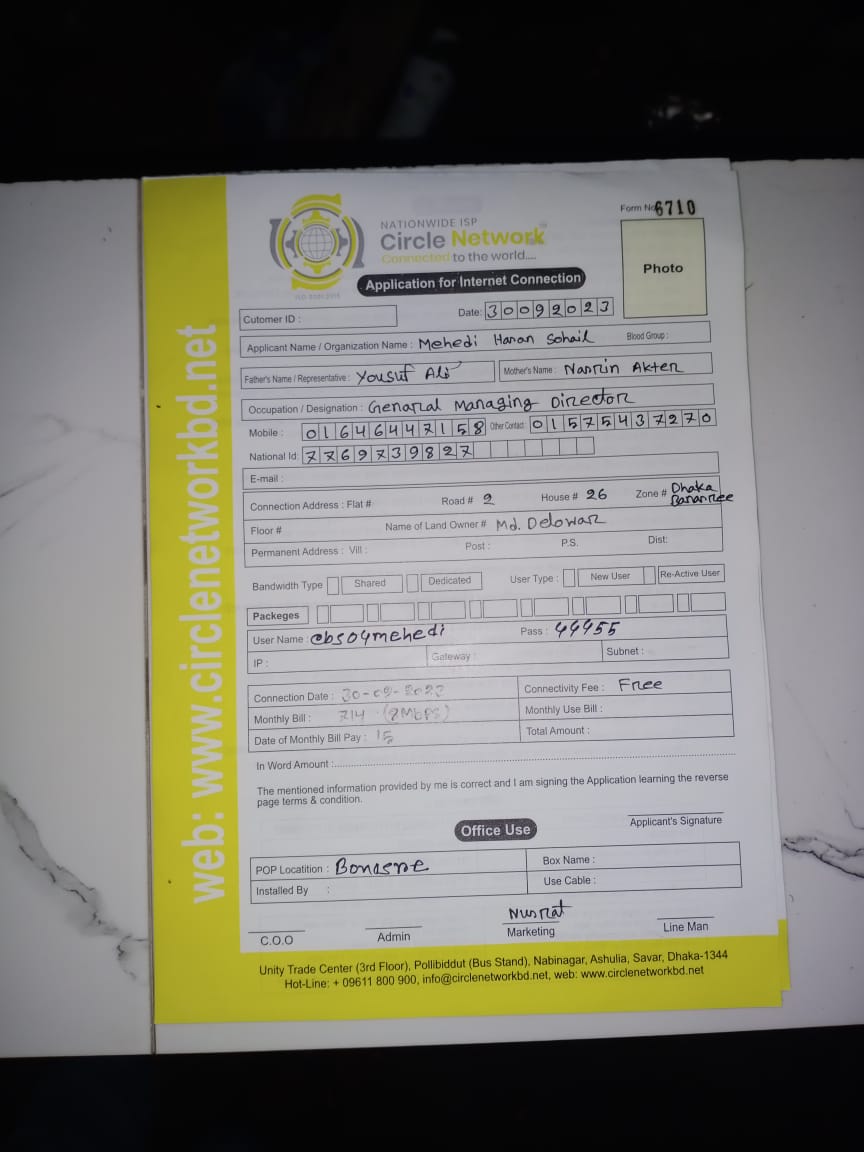 web: www.circlenetworkbd.net
NATIONWIDE ISP
Circle Network
Connected to the world....
Form No 6710
Photo
Application for Internet Connection
Cutomer ID :
Date: 30092023
Applicant Name / Organization Name : Mehedi Hasan Sohail Blood Group :
Father's Name / Representative : Yousuf Ali Mother's Name : Nasrin Akter
Occupation / Designation : Genaral Managing Director
Mobile : 01646447158 Other Contact: 01575437270
National Id: 7769739827
E-mail :
Connection Address : Flat # Road # 2 House # 26 Zone # Dhaka
Floor # Name of Land Owner # Md. Delowar
Permanent Address : Vill : Post : P.S. Dist:
Bandwidth Type Shared Dedicated User Type : New User Re-Active User
Packeges
User Name : @bs04mehedi Pass : 44955
IP : Gateway : Subnet :
Connection Date : 30-09-2023 Connectivity Fee : Free
Monthly Bill : 714 (2Mbps) Monthly Use Bill :
Date of Monthly Bill Pay : 15 Total Amount :
In Word Amount :
The mentioned information provided by me is correct and I am signing the Application learning the reverse
page terms & condition.
Applicant's Signature
Office Use
POP Locatition : Box Name :
Installed By : Use Cable :
Nusrat
C.O.O Admin Marketing Line Man
Unity Trade Center (3rd Floor), Pollibiddut (Bus Stand), Nabinagar, Ashulia, Savar, Dhaka-1344
Hot-Line: + 09611 800 900, info@circlenetworkbd.net, web: www.circlenetworkbd.net